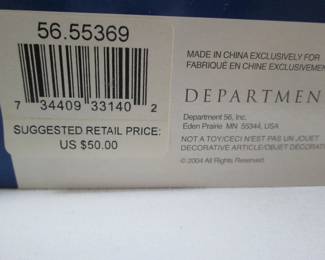 56.55369
7 34409 33140 2
SUGGESTED RETAIL PRICE:
US $50.00
MADE IN CHINA EXCLUSIVELY FOR
FABRIQUÉ EN CHINE EXCLUSIVEMEN
DEPARTMEN
Department 56, Inc.
Eden Prairie MN 55344, USA
NOT A TOY/CECI N'EST PAS UN JOUET
DECORATIVE ARTICLE/OBJET DÉCORAT
© 2004 All Rights Reserved.